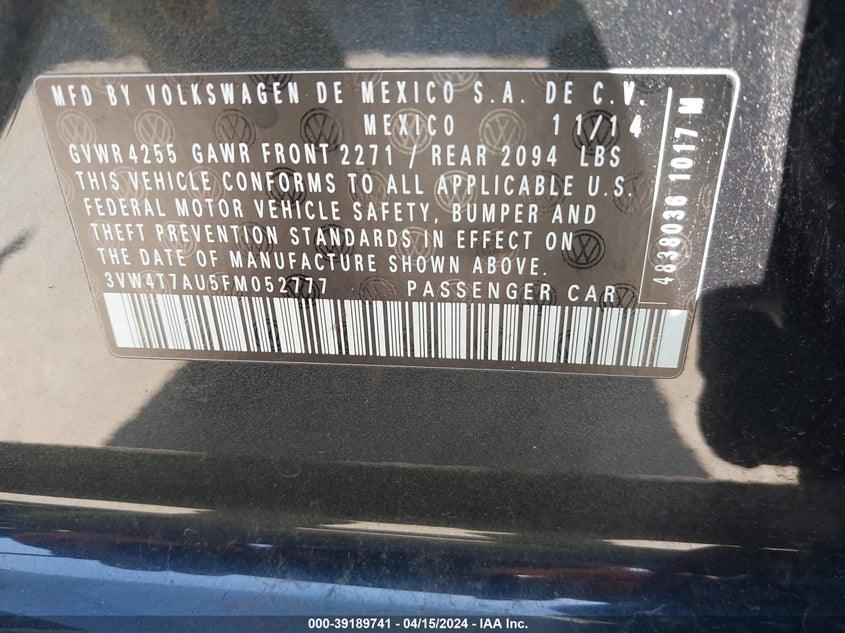 MFD BY VOLKSWAGEN DE MEXICO S.A. DE C.V.
MEXICO 11/14
GVWR 4255 GAWR FRONT 2271 / REAR 2094 LBS
THIS VEHICLE CONFORMS TO ALL APPLICABLE U.S.
FEDERAL MOTOR VEHICLE SAFETY, BUMPER AND
THEFT PREVENTION STANDARDS IN EFFECT ON
THE DATE OF MANUFACTURE SHOWN ABOVE.
3VW4T7AU5FM052777 PASSENGER CAR
4838036 1017 M
000-39189741 - 04/15/2024 - IAA Inc.